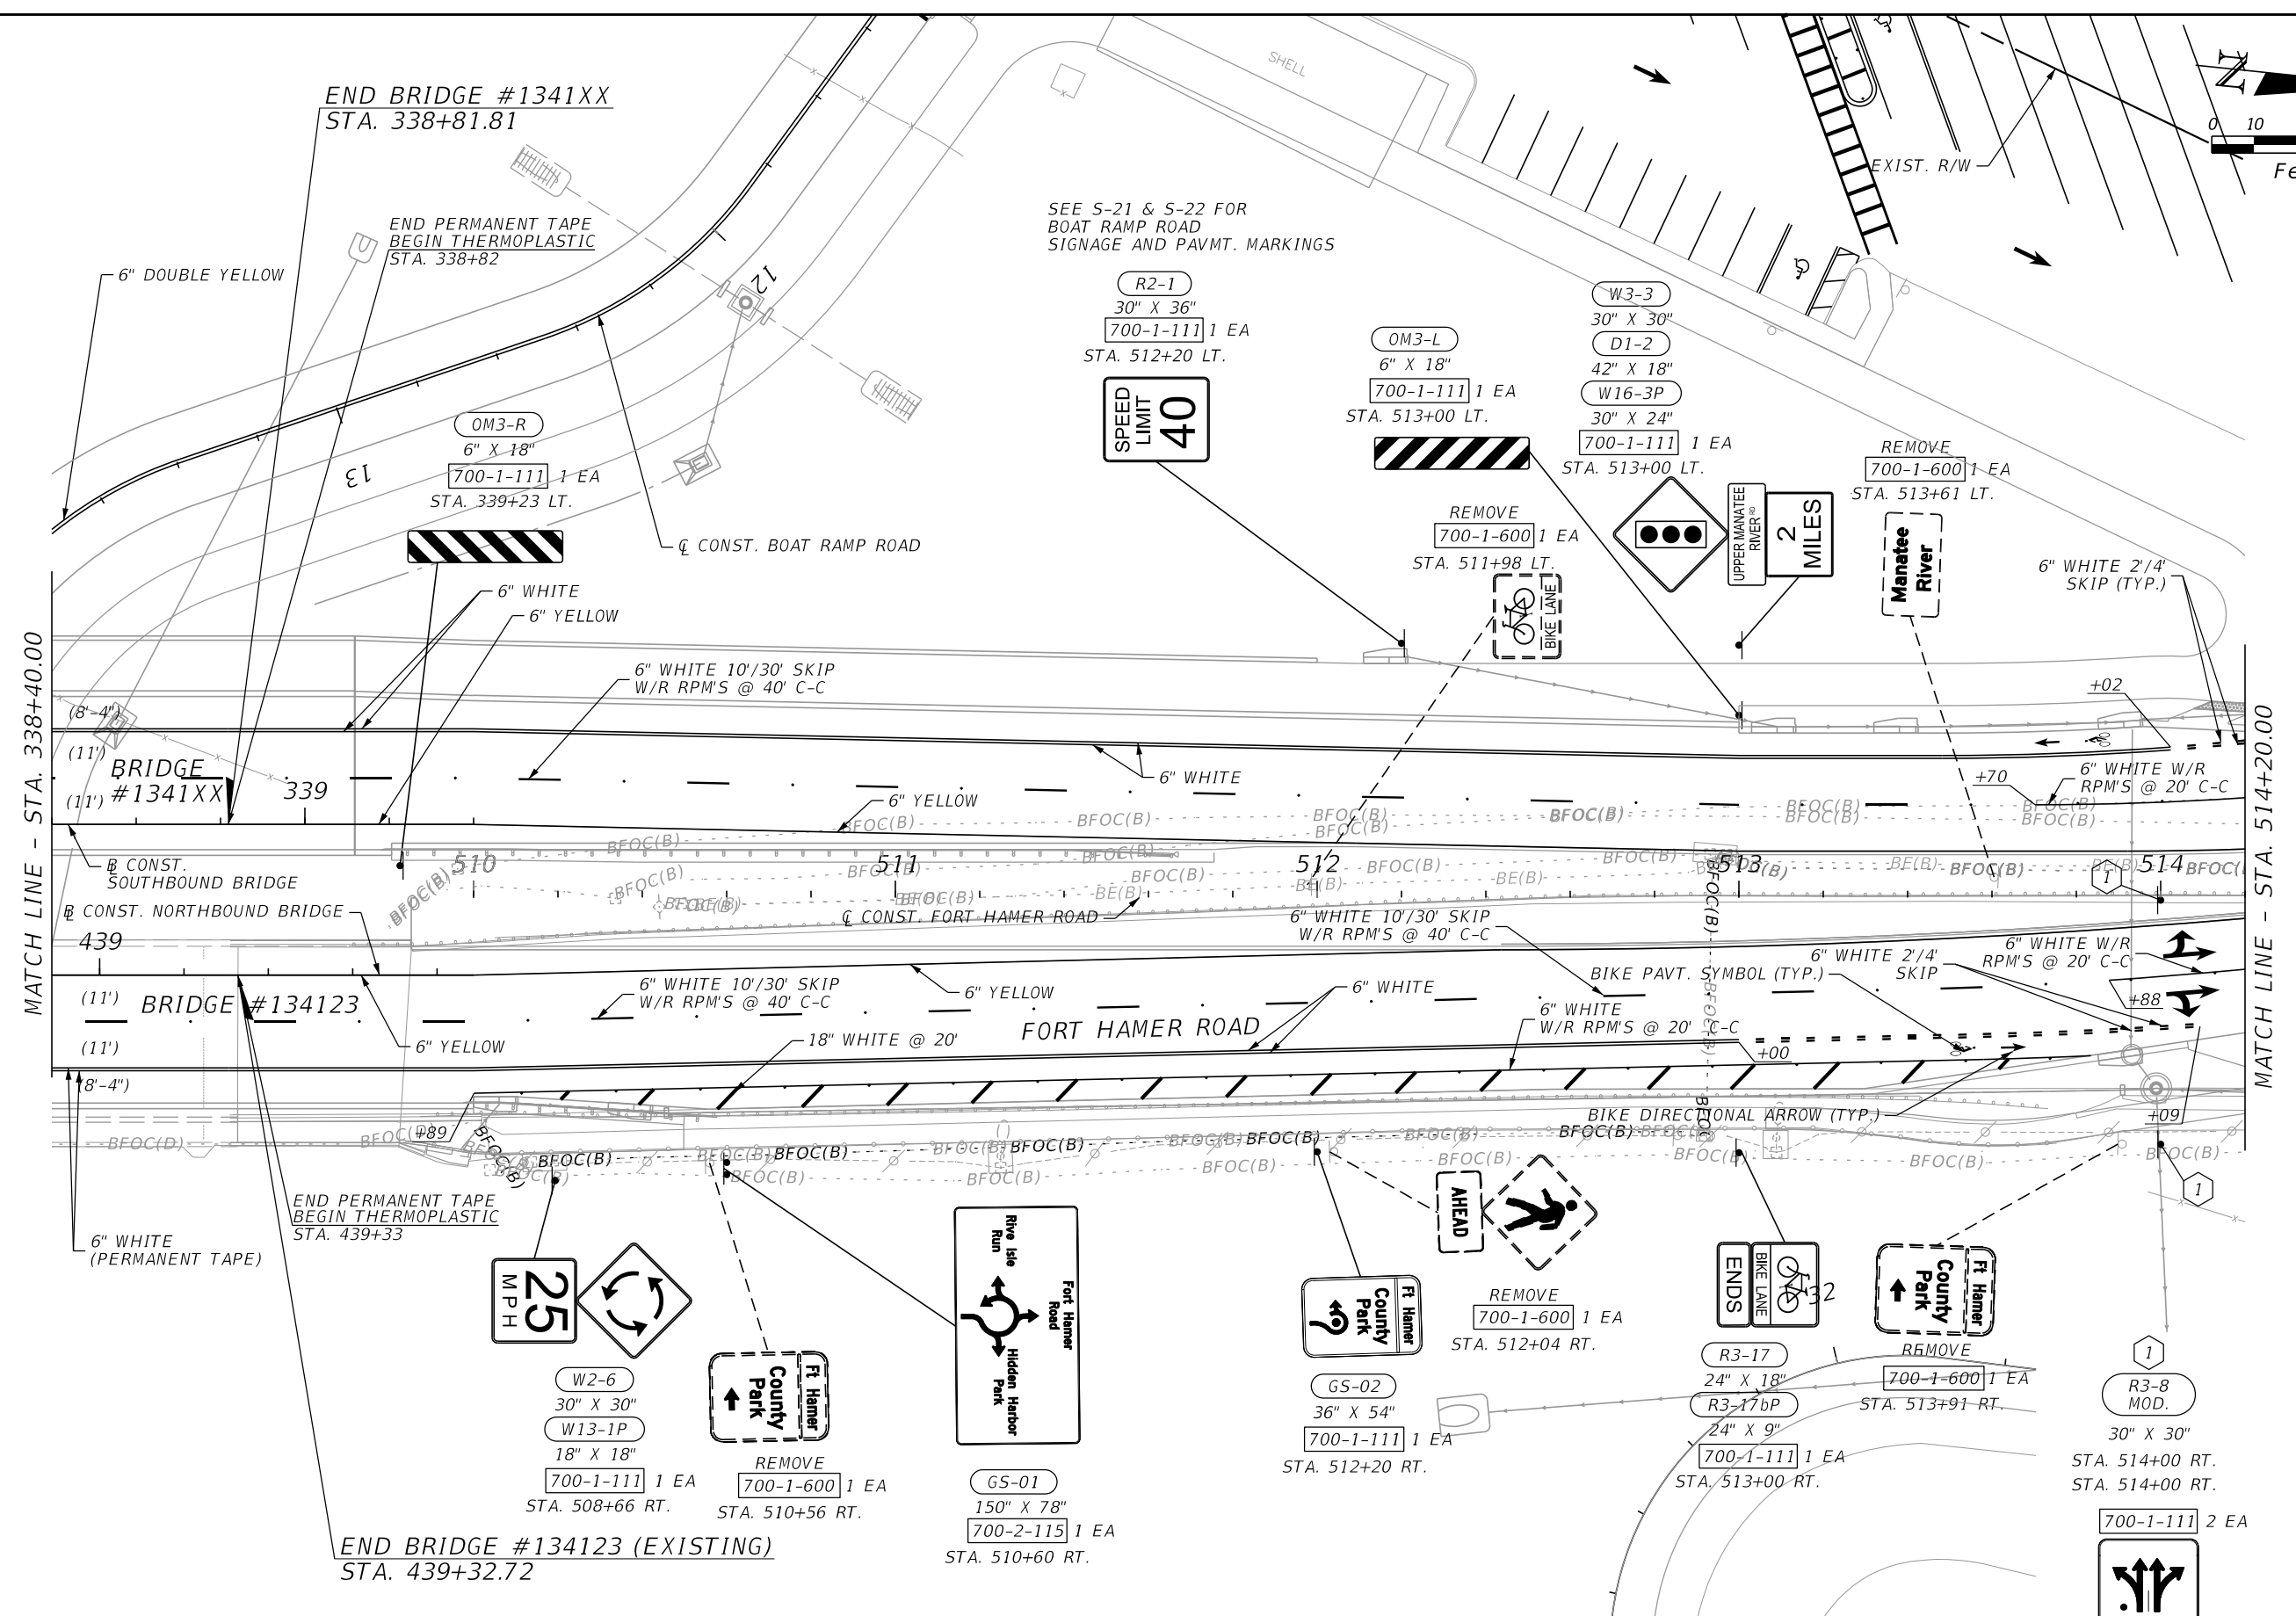 END BRIDGE #1341XX
STA. 338+81.81
END PERMANENT TAPE
BEGIN THERMOPLASTIC
STA. 338+82
6" DOUBLE YELLOW
SHELL
EXIST. R/W
N
0 10
SEE S-21 & S-22 FOR
BOAT RAMP ROAD
SIGNAGE AND PAVMT. MARKINGS
12
13
R2-1
30" X 36"
700-1-111 1 EA
STA. 512+20 LT.
SPEED
LIMIT
40
OM3-L
6" X 18"
700-1-111 1 EA
STA. 513+00 LT.
W3-3
30" X 30"
D1-2
42" X 18"
W16-3P
30" X 24"
700-1-111 1 EA
STA. 513+00 LT.
UPPER MANATEE
RIVER RD
2
MILES
REMOVE
700-1-600 1 EA
STA. 513+61 LT.
Manatee
River
OM3-R
6" X 18"
700-1-111 1 EA
STA. 339+23 LT.
REMOVE
700-1-600 1 EA
STA. 511+98 LT.
BIKE LANE
℄ CONST. BOAT RAMP ROAD
6" WHITE
6" YELLOW
6" WHITE 2'/4'
SKIP (TYP.)
6" WHITE 10'/30' SKIP
W/R RPM'S @ 40' C-C
MATCH LINE - STA. 338+40.00
MATCH LINE - STA. 514+20.00
(8'-4")
(11')
(11')
BRIDGE
#1341XX
339
6" WHITE
6" YELLOW
+02
+70
6" WHITE W/R
RPM'S @ 20' C-C
BFOC(B)
BFOC(B)
BFOC(B)
BFOC(B)
BFOC(B)
BFOC(B)
510
511
512
513
514
BE(B)
BE(B)
BE(B)
1
B CONST.
SOUTHBOUND BRIDGE
B CONST. NORTHBOUND BRIDGE
439
℄ CONST. FORT HAMER ROAD
6" WHITE 10'/30' SKIP
W/R RPM'S @ 40' C-C
BIKE PAVT. SYMBOL (TYP.)
6" WHITE 2'/4'
SKIP
6" WHITE W/R
RPM'S @ 20' C-C
+88
(11')
(11')
(8'-4")
BRIDGE #134123
6" YELLOW
6" WHITE 10'/30' SKIP
W/R RPM'S @ 40' C-C
6" YELLOW
FORT HAMER ROAD
6" WHITE
6" WHITE
W/R RPM'S @ 20' C-C
+00
18" WHITE @ 20'
BIKE DIRECTIONAL ARROW (TYP.)
+09
+89
BFOC(D)
BFOC(D)
BFOC(B)
BFOC(B)
BFOC(B)
BFOC(B)
BFOC(B)
BFOC(B)
1
END PERMANENT TAPE
BEGIN THERMOPLASTIC
STA. 439+33
6" WHITE
(PERMANENT TAPE)
25
MPH
W2-6
30" X 30"
W13-1P
18" X 18"
700-1-111 1 EA
STA. 508+66 RT.
Ft Hamer
County
Park
REMOVE
700-1-600 1 EA
STA. 510+56 RT.
Rive Isle
Run
Fort Hamer
Road
Hidden Harbor
Park
GS-01
150" X 78"
700-2-115 1 EA
STA. 510+60 RT.
Ft Hamer
County
Park
GS-02
36" X 54"
700-1-111 1 EA
STA. 512+20 RT.
AHEAD
REMOVE
700-1-600 1 EA
STA. 512+04 RT.
BIKE LANE
ENDS
32
R3-17
24" X 18"
R3-17bP
24" X 9"
700-1-111 1 EA
STA. 513+00 RT.
Ft Hamer
County
Park
REMOVE
700-1-600 1 EA
STA. 513+91 RT.
1
R3-8
MOD.
30" X 30"
STA. 514+00 RT.
STA. 514+00 RT.
700-1-111 2 EA
END BRIDGE #134123 (EXISTING)
STA. 439+32.72